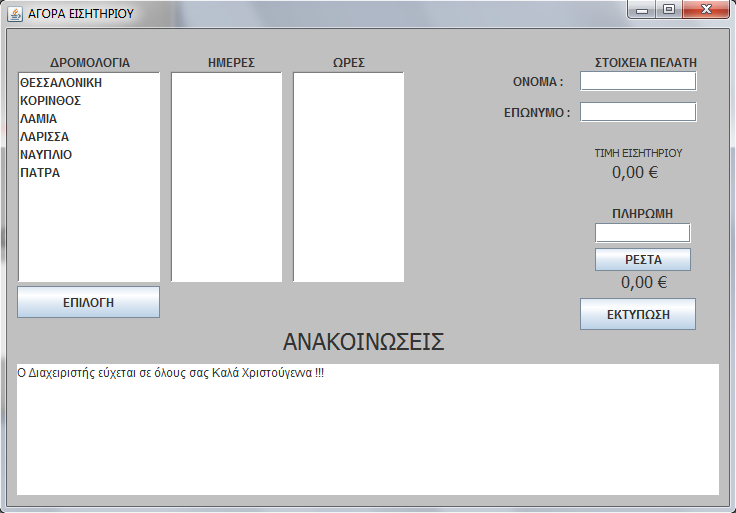 ΑΓΟΡΑ ΕΙΣΗΤΗΡΙΟΥ
ΔΡΟΜΟΛΟΓΙΑ
ΘΕΣΣΑΛΟΝΙΚΗ
ΚΟΡΙΝΘΟΣ
ΛΑΜΙΑ
ΛΑΡΙΣΣΑ
ΝΑΥΠΛΙΟ
ΠΑΤΡΑ
ΕΠΙΛΟΓΗ
ΗΜΕΡΕΣ
ΩΡΕΣ
ΣΤΟΙΧΕΙΑ ΠΕΛΑΤΗ
ΟΝΟΜΑ :
ΕΠΩΝΥΜΟ :
ΤΙΜΗ ΕΙΣΗΤΗΡΙΟΥ
0,00 €
ΠΛΗΡΩΜΗ
ΡΕΣΤΑ
0,00 €
ΕΚΤΥΠΩΣΗ
ΑΝΑΚΟΙΝΩΣΕΙΣ
Ο Διαχειριστής εύχεται σε όλους σας Καλά Χριστούγεννα !!!